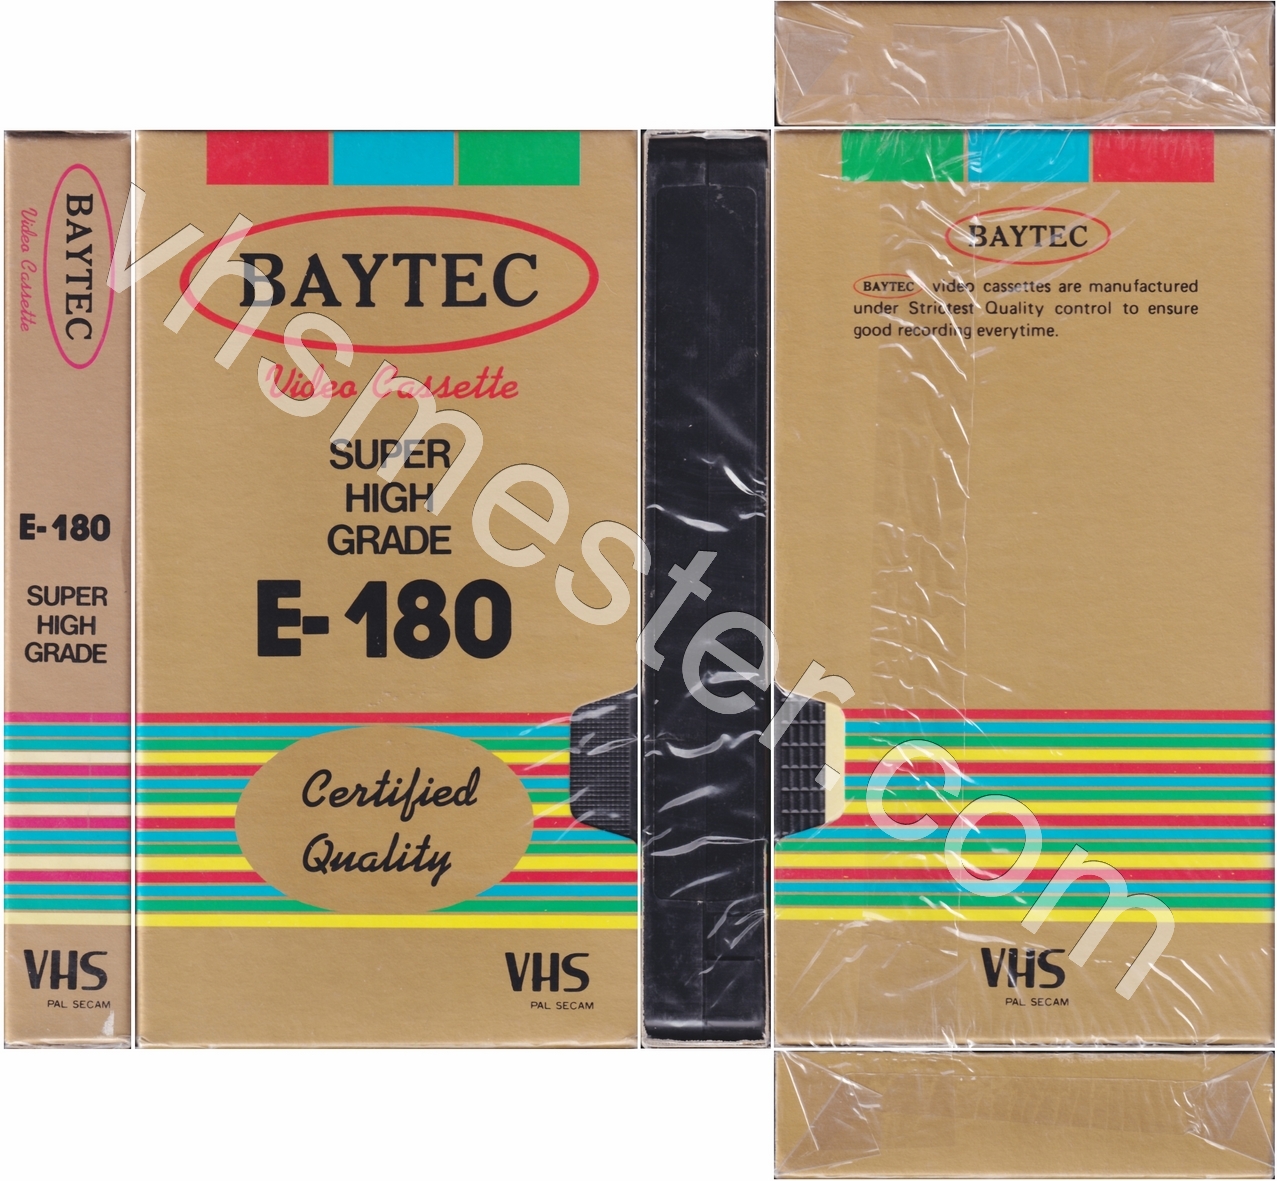 BAYTEC
Video Cassette
E-180
SUPER
HIGH
GRADE
VHS
PAL SECAM
BAYTEC
Video Cassette
SUPER
HIGH
GRADE
E-180
Certified
Quality
VHS
PAL SECAM
BAYTEC
BAYTEC video cassettes are manufactured
under Strictest Quality control to ensure
good recording everytime.
VHS
PAL SECAM
vhsmester.com